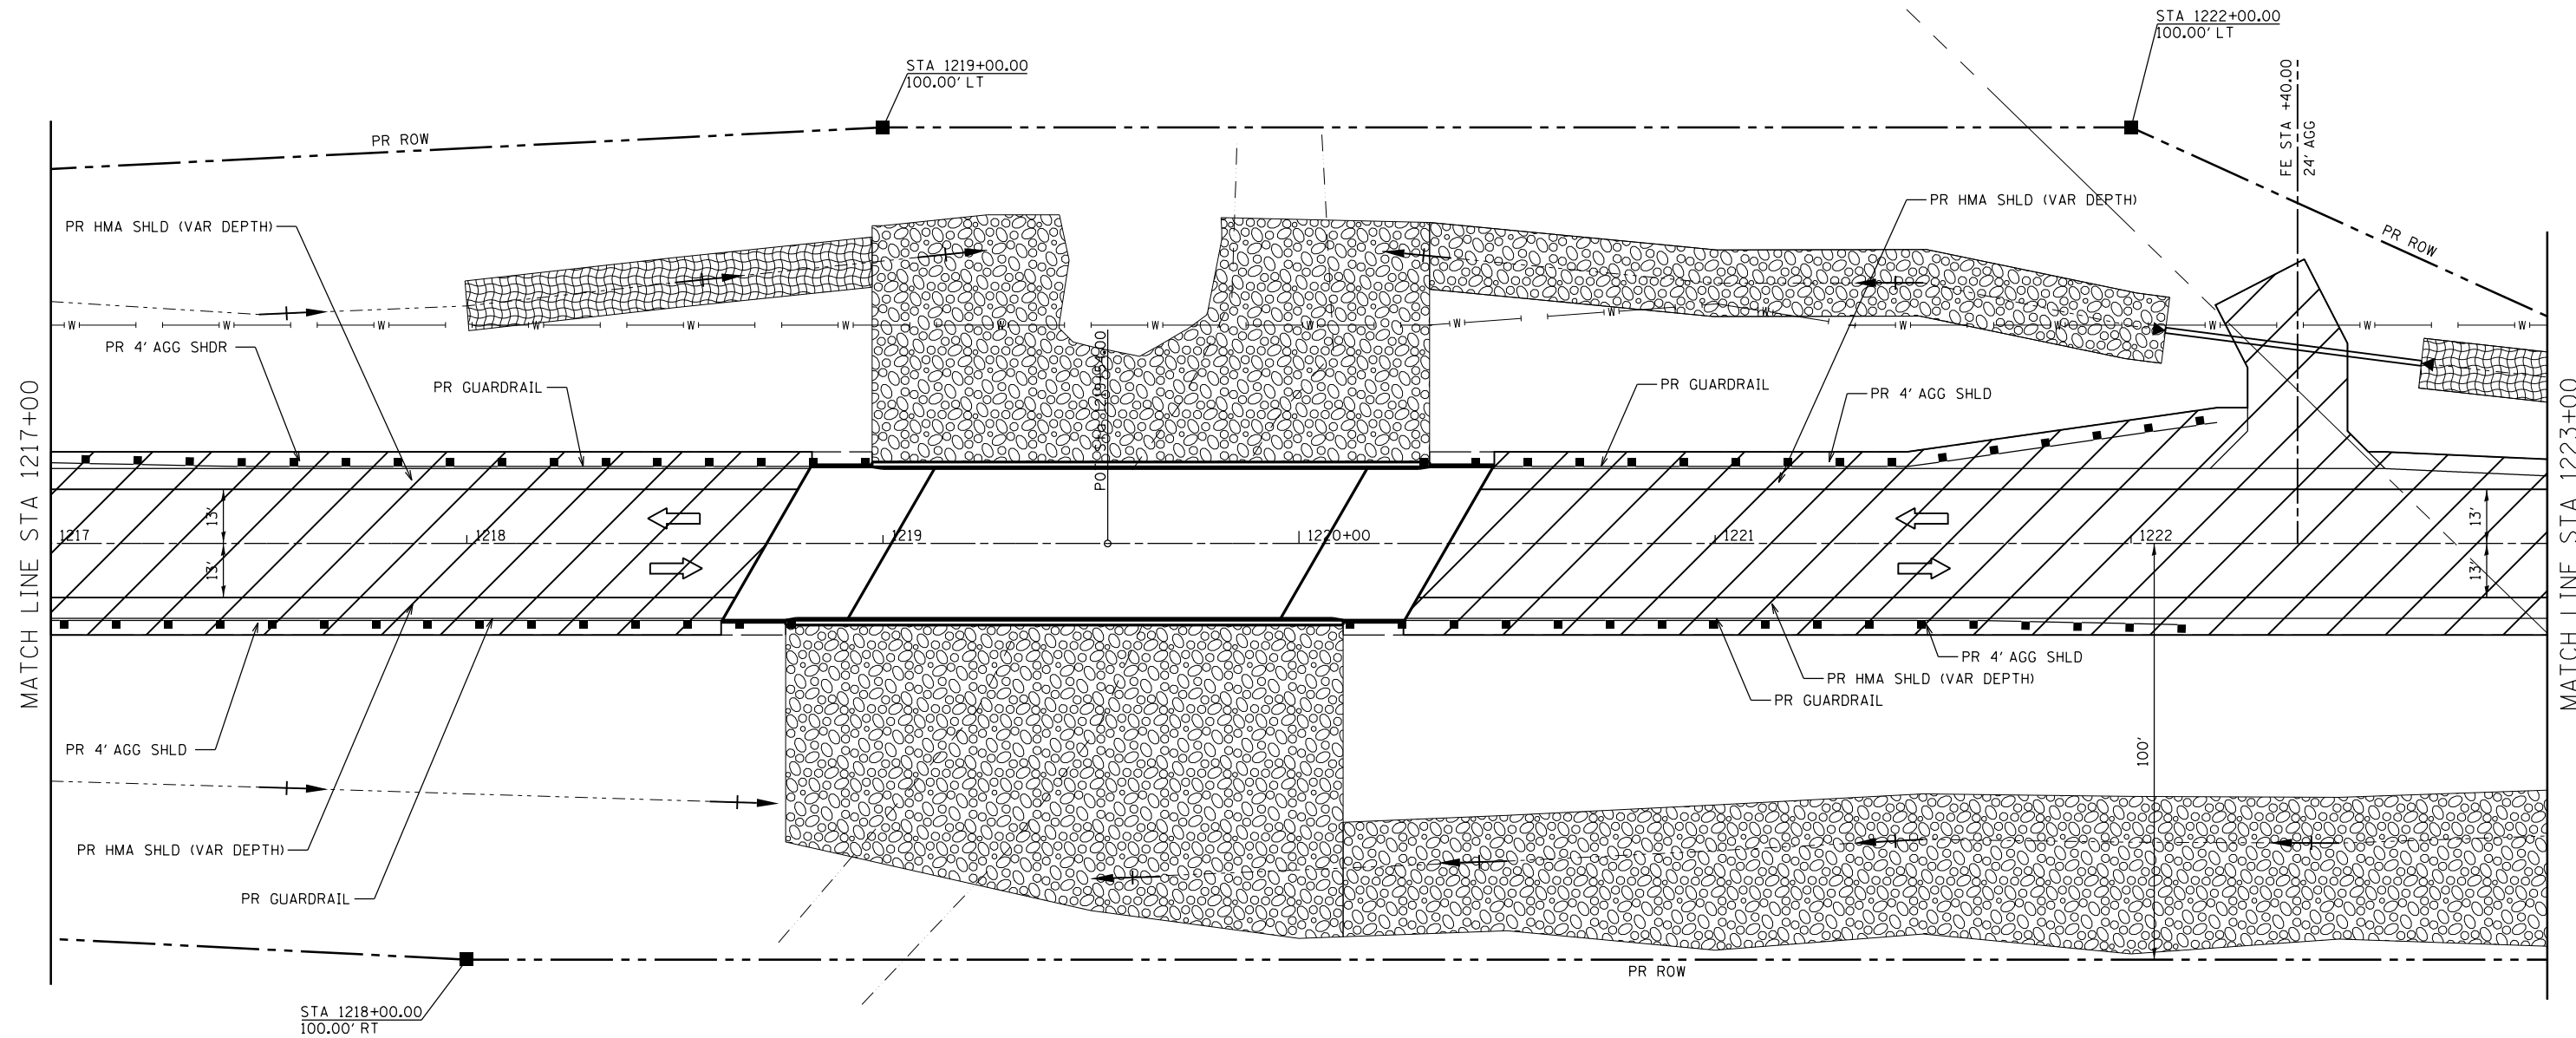 STA 1222+00.00
100.00' LT
STA 1219+00.00
100.00' LT
FE STA +40.00
24' AGG
PR ROW
PR HMA SHLD (VAR DEPTH)
PR HMA SHLD (VAR DEPTH)
PR ROW
W W W W W W W W W W W W W W W W W
PR 4' AGG SHDR
PR GUARDRAIL
PR GUARDRAIL
PR 4' AGG SHLD
MATCH LINE STA 1217+00
MATCH LINE STA 1223+00
13'
13'
1217
1218
1219
1220+00
1221
1222
13'
13'
PR 4' AGG SHLD
PR HMA SHLD (VAR DEPTH)
PR GUARDRAIL
PR 4' AGG SHLD
100'
PR HMA SHLD (VAR DEPTH)
PR GUARDRAIL
PR ROW
STA 1218+00.00
100.00' RT